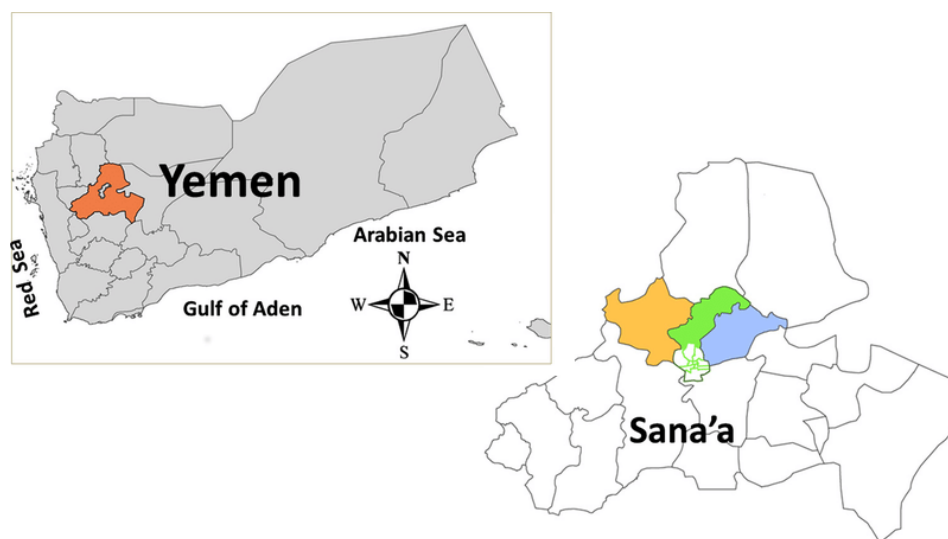 Yemen
Arabian Sea
Red Sea
N
W
E
Gulf of Aden
S
Sana'a